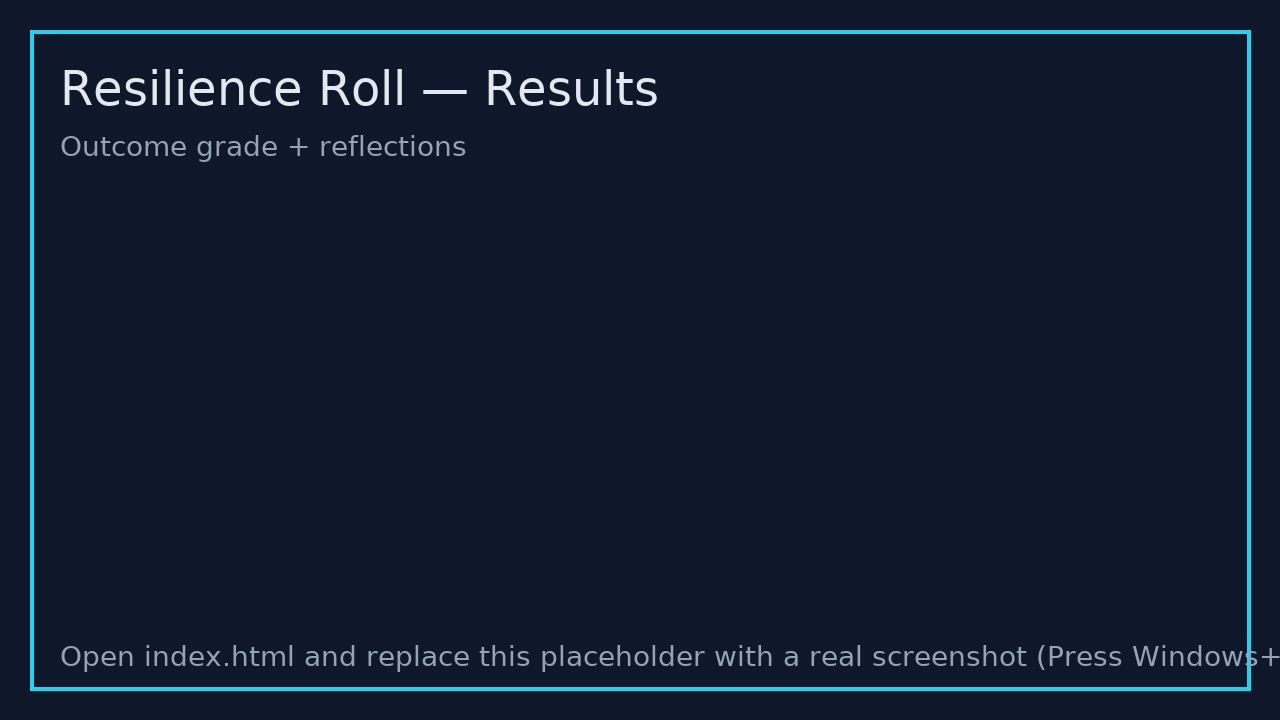 Resilience Roll — Results
Outcome grade + reflections
Open index.html and replace this placeholder with a real screenshot (Press Windows+